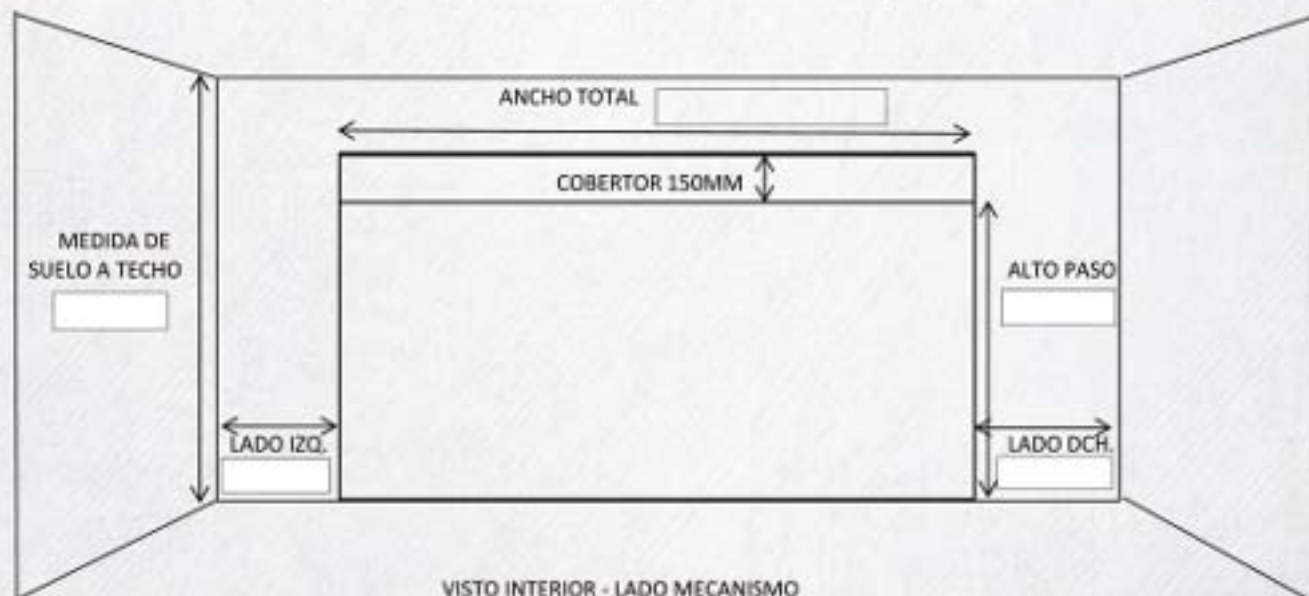 ANCHO TOTAL
COBERTOR 150MM
MEDIDA DE
SUELO A TECHO
ALTO PASO
LADO IZQ.
LADO DCH.
VISTO INTERIOR - LADO MECANISMO